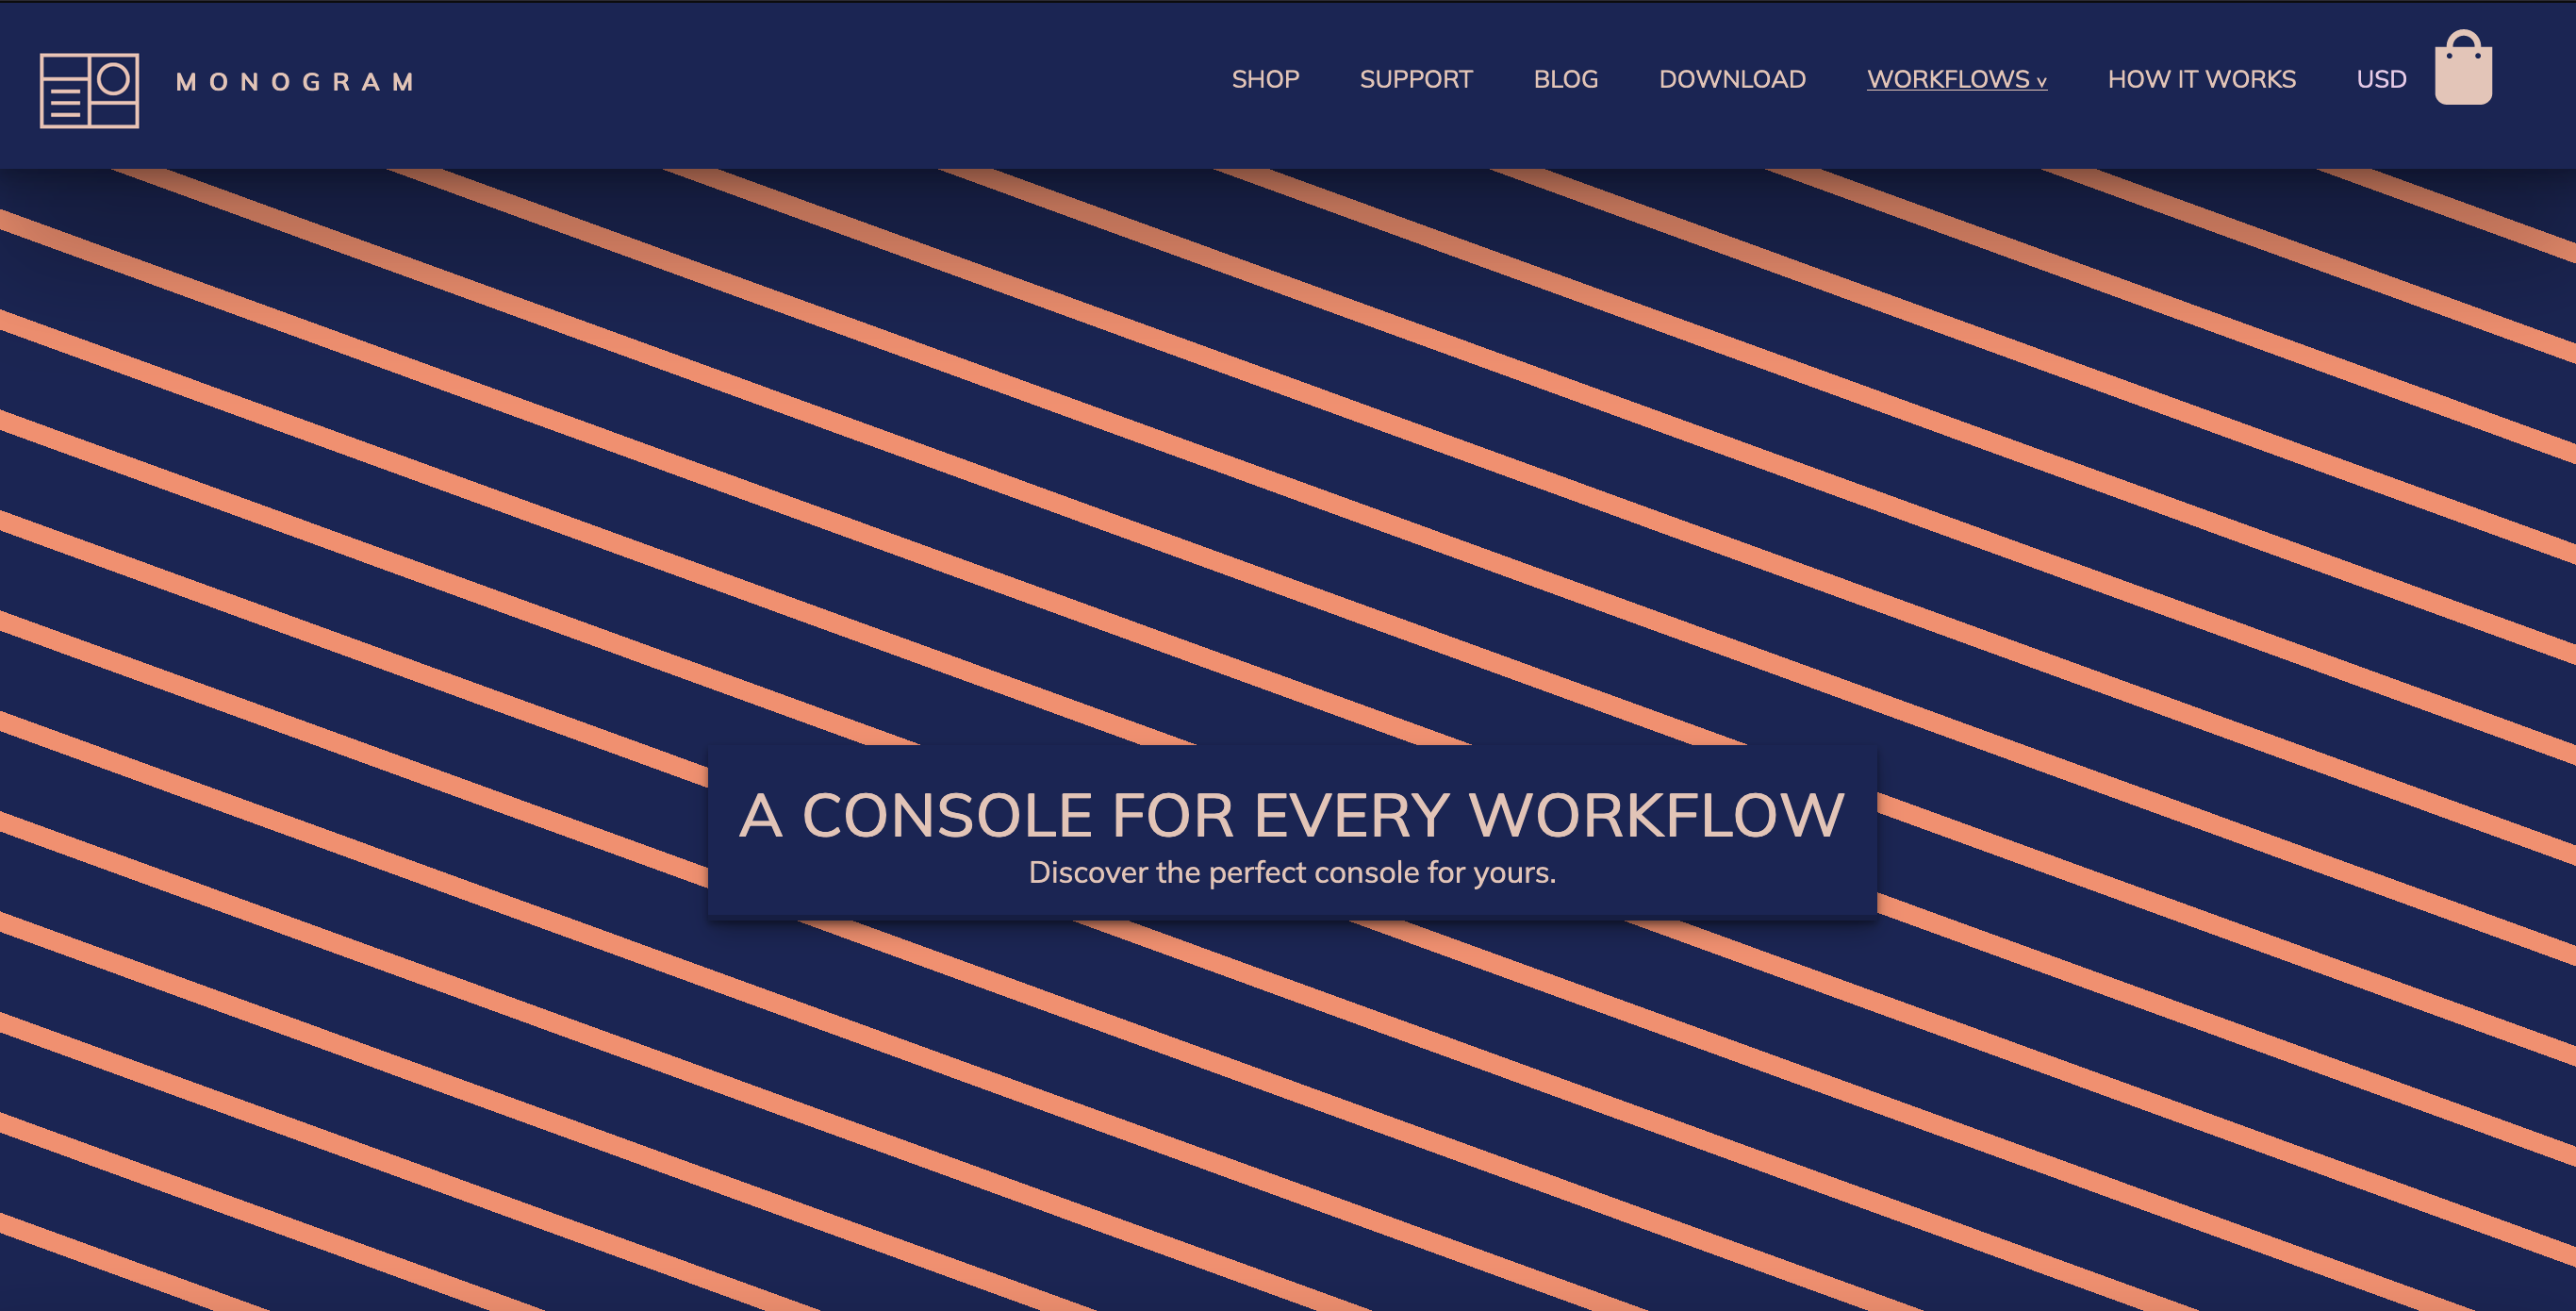 MONOGRAM
SHOP SUPPORT BLOG DOWNLOAD WORKFLOWS v HOW IT WORKS USD
A CONSOLE FOR EVERY WORKFLOW
Discover the perfect console for yours.